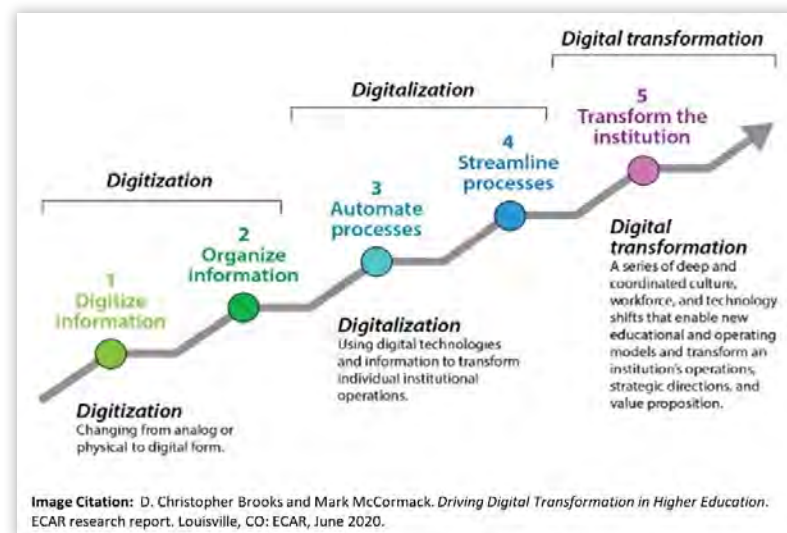 Digital transformation
Digitalization
Digitization
1
Digitize
information
2
Organize
information
3
Automate
processes
4
Streamline
processes
5
Transform the
institution
Digitization
Changing from analog or
physical to digital form.
Digitalization
Using digital technologies
and information to transform
individual institutional
operations.
Digital
transformation
A series of deep and
coordinated culture,
workforce, and technology
shifts that enable new
educational and operating
models and transform an
institution's operations,
strategic directions, and
value proposition.
Image Citation: D. Christopher Brooks and Mark McCormack. Driving Digital Transformation in Higher Education.
ECAR research report. Louisville, CO: ECAR, June 2020.